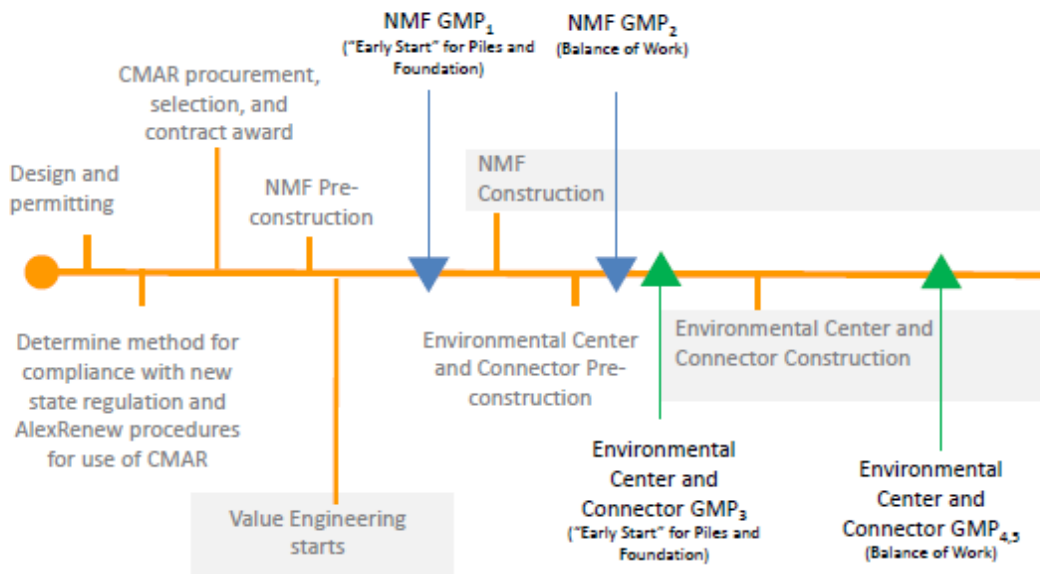 NMF GMP1
("Early Start" for Piles and
Foundation)
NMF GMP2
(Balance of Work)
CMAR procurement,
selection, and
contract award
Design and
permitting
NMF Pre-
construction
NMF
Construction
Determine method for
compliance with new
state regulation and
AlexRenew procedures
for use of CMAR
Value Engineering
starts
Environmental Center
and Connector Pre-
construction
Environmental Center and
Connector Construction
Environmental
Center and
Connector GMP3
("Early Start" for Piles and
Foundation)
Environmental
Center and
Connector GMP4,5
(Balance of Work)